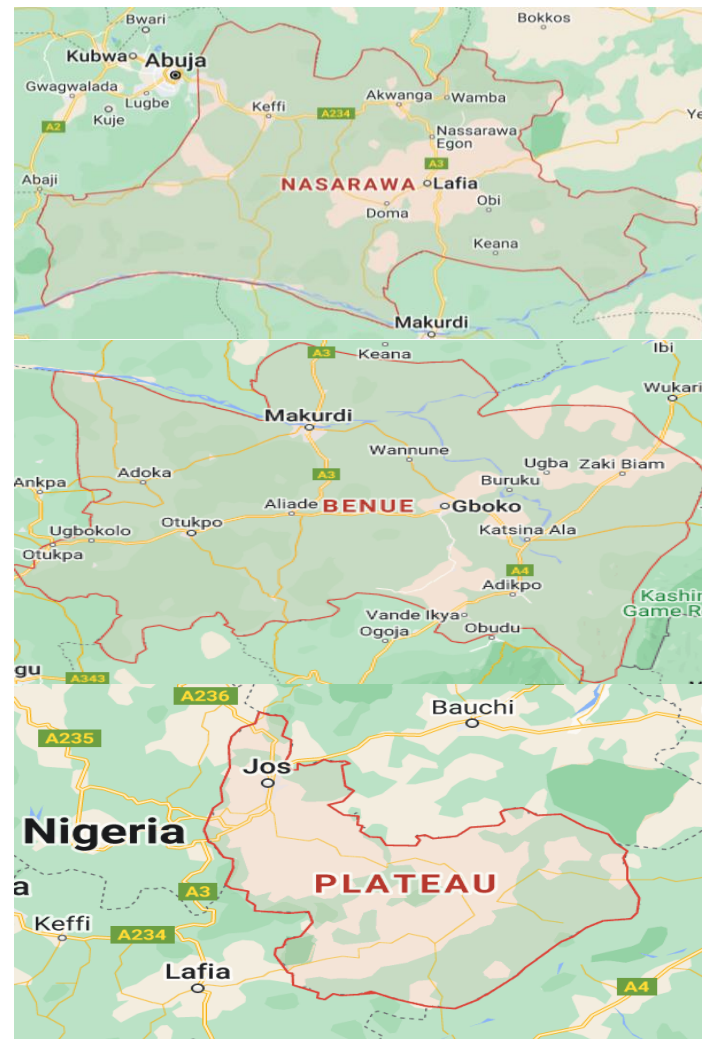 Bwari
Bokkos
Kubwa
Abuja
Gwagwalada
Lugbe
Kuje
Keffi
Akwanga
Wamba
A234
A2
Nassarawa
Egon
Ye
A3
Abaji
NASARAWA
Lafia
Doma
Obi
Keana
Makurdi
A3
Keana
Ibi
Wukari
Makurdi
Wannune
Ankpa
Adoka
A3
Ugba
Zaki Biam
Buruku
Aliade
BENUE
Gboko
Otukpo
Ugbokolo
Katsina Ala
Otukpa
A4
Adikpo
Kashim
Game R
Vande Ikya
Ogoja
Obudu
gu
A343
A236
Bauchi
A235
Jos
Nigeria
PLATEAU
a
A3
Keffi
A234
Lafia
A4